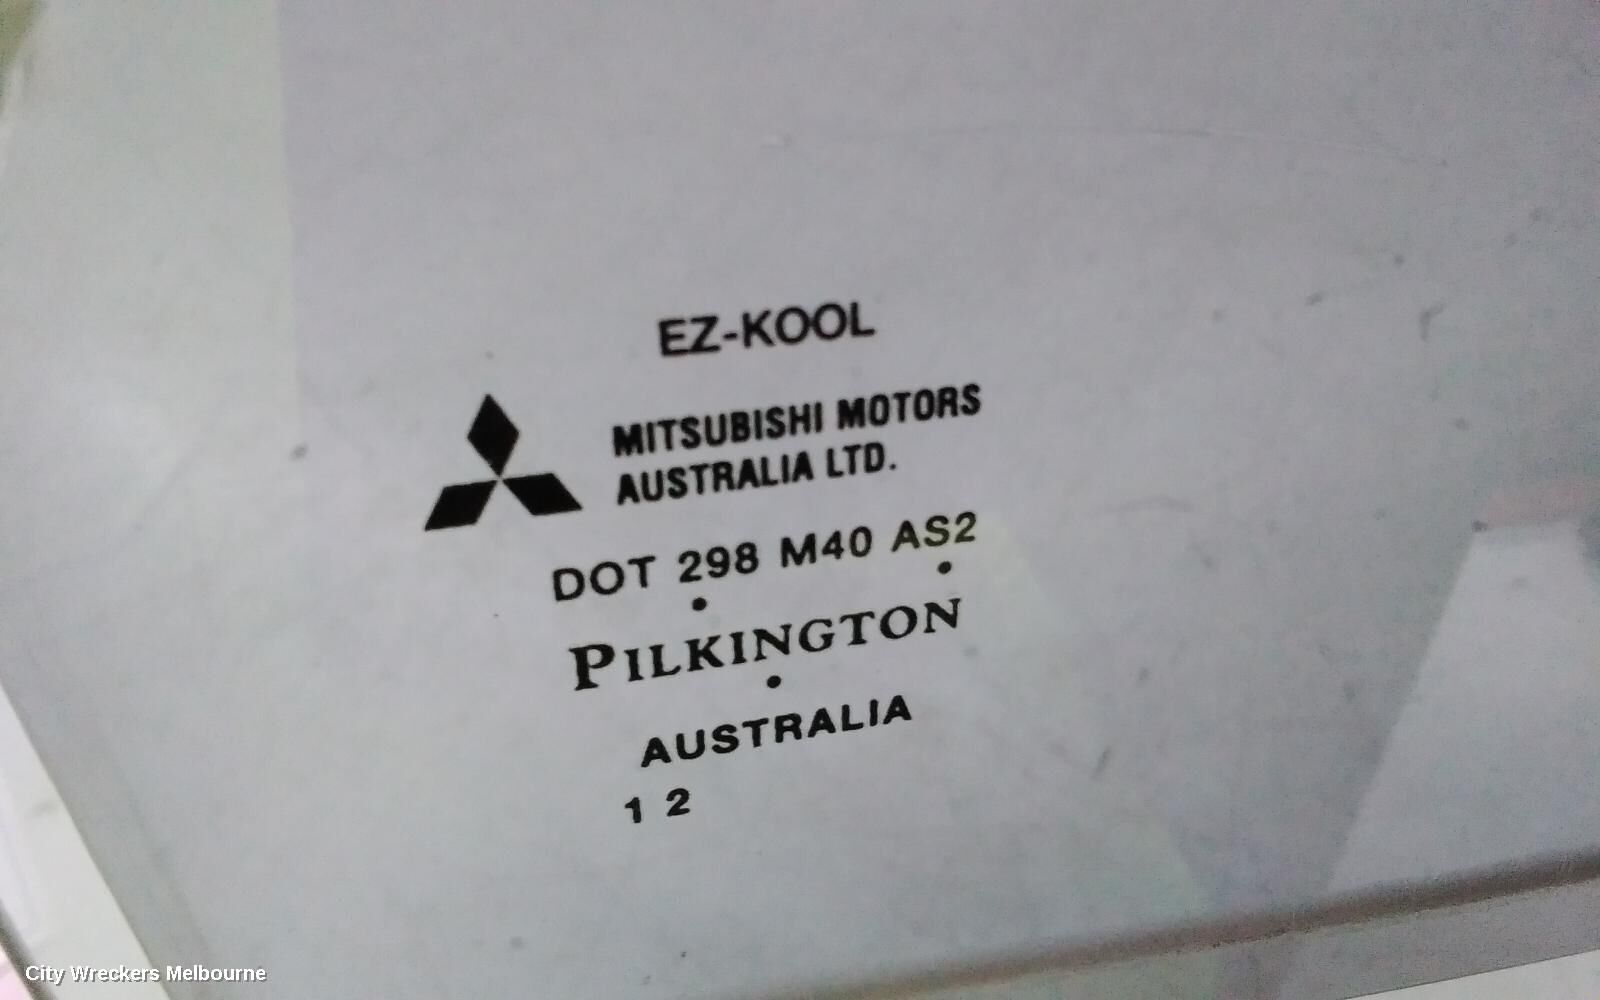 EZ-KOOL
MITSUBISHI MOTORS
AUSTRALIA LTD.
DOT 298 M40 AS2
PILKINGTON
AUSTRALIA
1 2
City Wreckers Melbourne